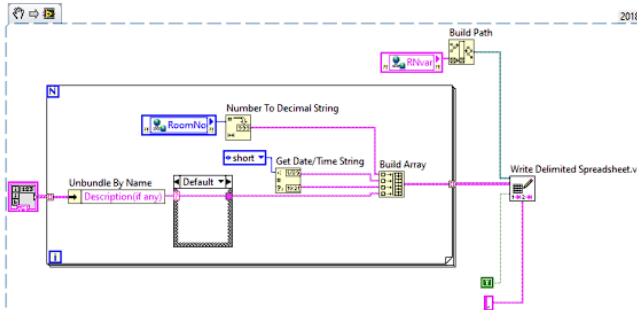 2018
Build Path
RNvar
N
Number To Decimal String
RoomNo
short
Get Date/Time String
Build Array
Default
Unbundle By Name
Description(if any)
Write Delimited Spreadsheet.v
i
T
,